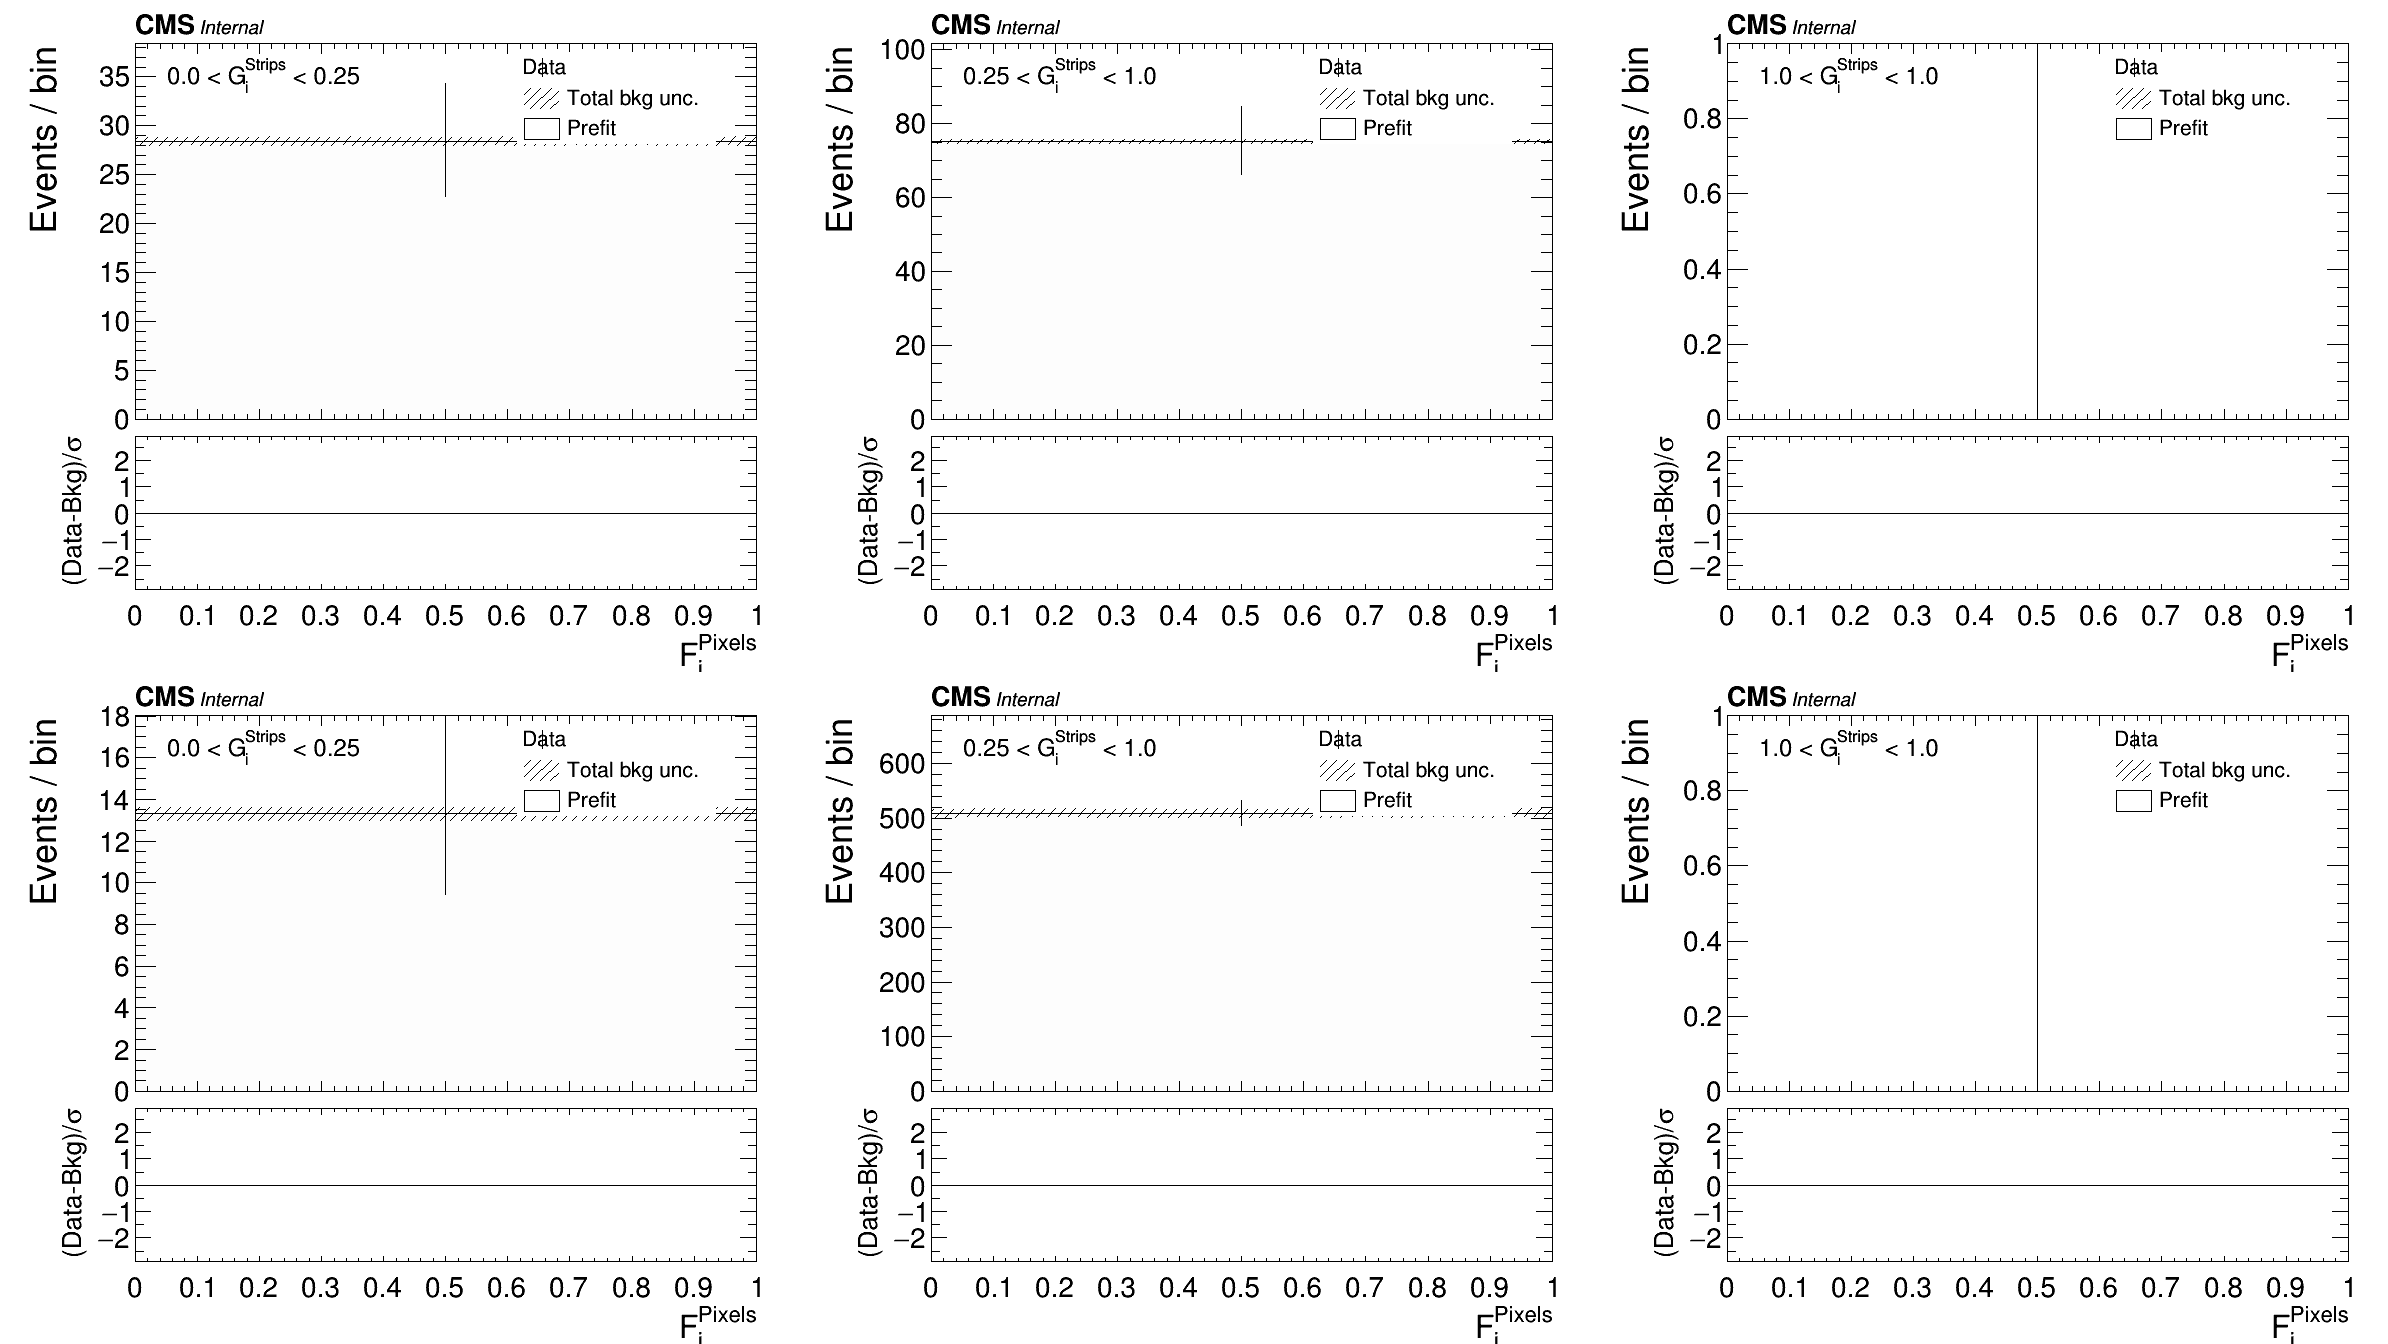 CMS Internal
Events / bin
0.0 < G_i^Strips < 0.25
Data
Total bkg unc.
Prefit
35
30
25
20
15
10
5
0
(Data-Bkg)/σ
2
1
0
−1
−2
0 0.1 0.2 0.3 0.4 0.5 0.6 0.7 0.8 0.9 1
F_i^Pixels
CMS Internal
Events / bin
0.25 < G_i^Strips < 1.0
Data
Total bkg unc.
Prefit
100
80
60
40
20
0
(Data-Bkg)/σ
2
1
0
−1
−2
0 0.1 0.2 0.3 0.4 0.5 0.6 0.7 0.8 0.9 1
F_i^Pixels
CMS Internal
Events / bin
1.0 < G_i^Strips < 1.0
Data
Total bkg unc.
Prefit
1
0.8
0.6
0.4
0.2
0
(Data-Bkg)/σ
2
1
0
−1
−2
0 0.1 0.2 0.3 0.4 0.5 0.6 0.7 0.8 0.9 1
F_i^Pixels
CMS Internal
Events / bin
0.0 < G_i^Strips < 0.25
Data
Total bkg unc.
Prefit
18
16
14
12
10
8
6
4
2
0
(Data-Bkg)/σ
2
1
0
−1
−2
0 0.1 0.2 0.3 0.4 0.5 0.6 0.7 0.8 0.9 1
F_i^Pixels
CMS Internal
Events / bin
0.25 < G_i^Strips < 1.0
Data
Total bkg unc.
Prefit
600
500
400
300
200
100
0
(Data-Bkg)/σ
2
1
0
−1
−2
0 0.1 0.2 0.3 0.4 0.5 0.6 0.7 0.8 0.9 1
F_i^Pixels
CMS Internal
Events / bin
1.0 < G_i^Strips < 1.0
Data
Total bkg unc.
Prefit
1
0.8
0.6
0.4
0.2
0
(Data-Bkg)/σ
2
1
0
−1
−2
0 0.1 0.2 0.3 0.4 0.5 0.6 0.7 0.8 0.9 1
F_i^Pixels